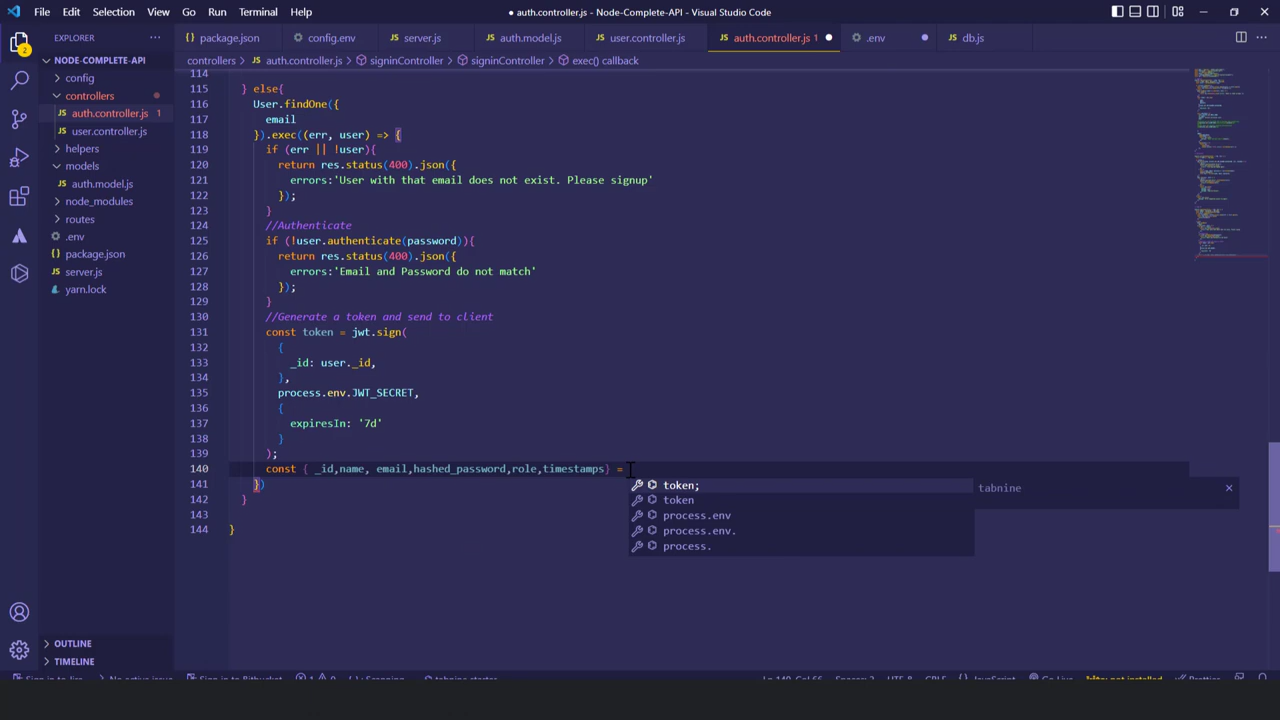 File Edit Selection View Go Run Terminal Help
● auth.controller.js - Node-Complete-API - Visual Studio Code
EXPLORER ...
package.json config.env server.js auth.model.js user.controller.js auth.controller.js 1 .env db.js
controllers > auth.controller.js > signinController > signinController > exec() callback
NODE-COMPLETE-API
config
controllers
auth.controller.js 1
user.controller.js
helpers
models
auth.model.js
node_modules
routes
.env
package.json
server.js
yarn.lock
OUTLINE
TIMELINE
2
114
115 } else{
116 User.findOne({
117 email
118 }).exec((err, user) => {
119 if (err || !user){
120 return res.status(400).json({
121 errors:'User with that email does not exist. Please signup'
122 });
123 }
124 //Authenticate
125 if (!user.authenticate(password)){
126 return res.status(400).json({
127 errors:'Email and Password do not match'
128 });
129 }
130 //Generate a token and send to client
131 const token = jwt.sign(
132 {
133 _id: user._id,
134 },
135 process.env.JWT_SECRET,
136 {
137 expiresIn: '7d'
138 }
139 );
140 const { _id,name, email,hashed_password,role,timestamps} =
141 })
142 }
143
144 }
token;
token
process.env
process.env.
process.
tabnine